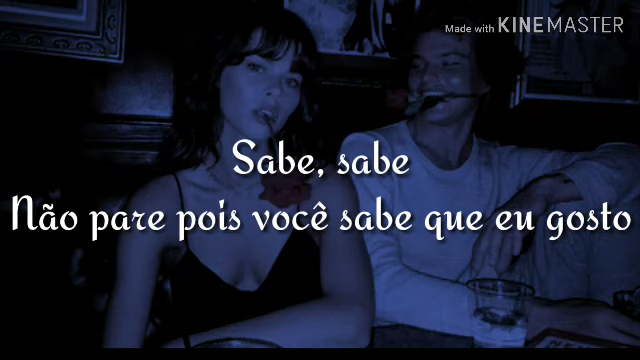 Made with KINEMASTER
Sabe, sabe
Não pare pois você sabe que eu gosto